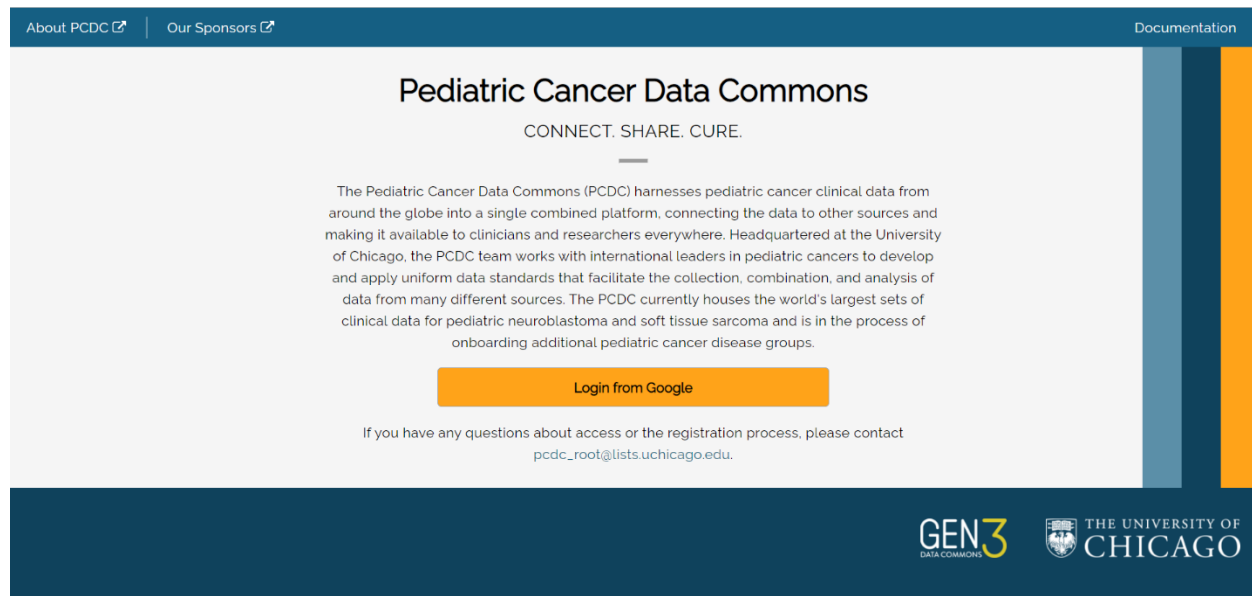 About PCDC
Our Sponsors
Documentation
Pediatric Cancer Data Commons
CONNECT. SHARE. CURE.
The Pediatric Cancer Data Commons (PCDC) harnesses pediatric cancer clinical data from
around the globe into a single combined platform, connecting the data to other sources and
making it available to clinicians and researchers everywhere. Headquartered at the University
of Chicago, the PCDC team works with international leaders in pediatric cancers to develop
and apply uniform data standards that facilitate the collection, combination, and analysis of
data from many different sources. The PCDC currently houses the world's largest sets of
clinical data for pediatric neuroblastoma and soft tissue sarcoma and is in the process of
onboarding additional pediatric cancer disease groups.
Login from Google
If you have any questions about access or the registration process, please contact
pcdc_root@lists.uchicago.edu.
GEN3
DATA COMMONS
THE UNIVERSITY OF
CHICAGO